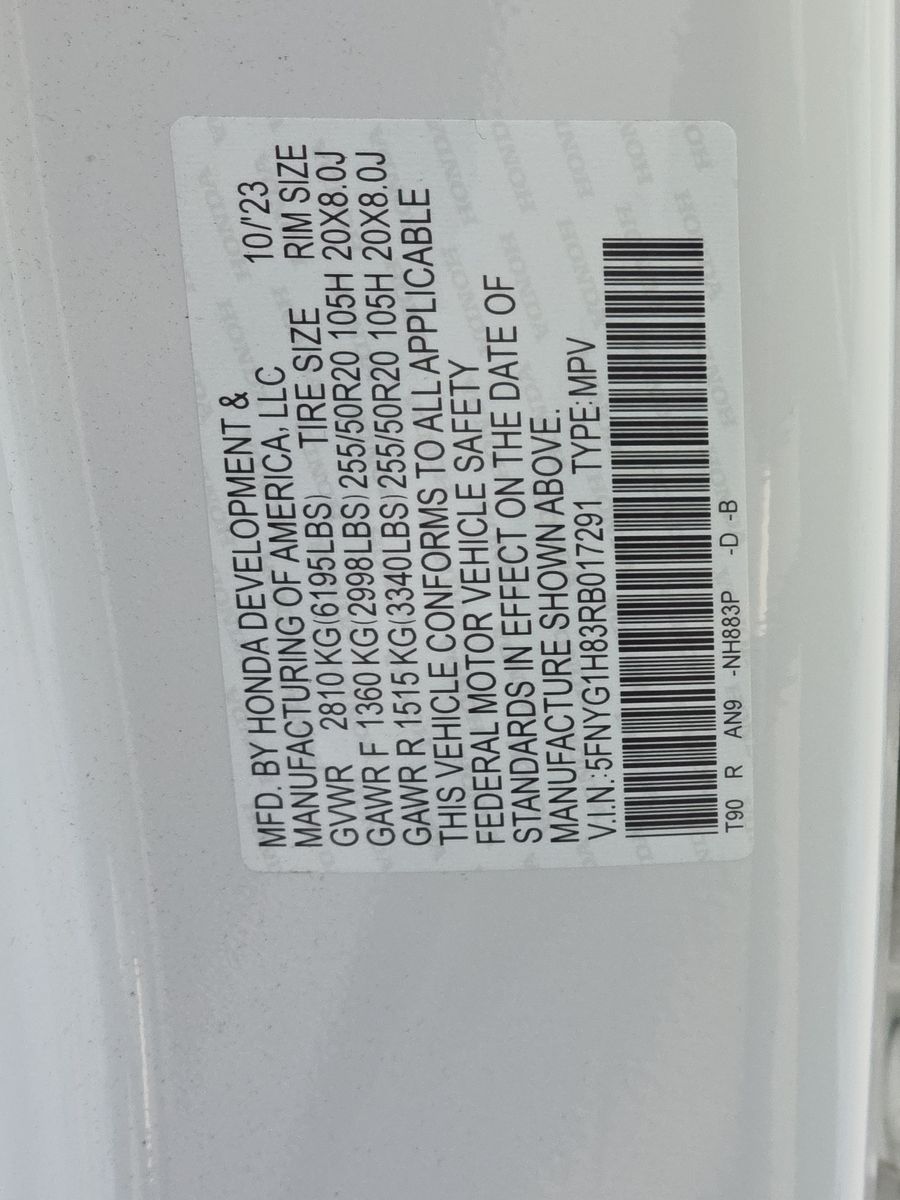 MFD. BY HONDA DEVELOPMENT &
MANUFACTURING OF AMERICA, LLC 10/'23
GVWR 2810 KG(6195LBS) TIRE SIZE RIM SIZE
GAWR F 1360 KG(2998LBS) 255/50R20 105H 20X8.0J
GAWR R 1515 KG(3340LBS) 255/50R20 105H 20X8.0J
THIS VEHICLE CONFORMS TO ALL APPLICABLE
FEDERAL MOTOR VEHICLE SAFETY
STANDARDS IN EFFECT ON THE DATE OF
MANUFACTURE SHOWN ABOVE.
V.I.N.:5FNYG1H83RB017291 TYPE:MPV
T90 R AN9 -NH883P -D -B